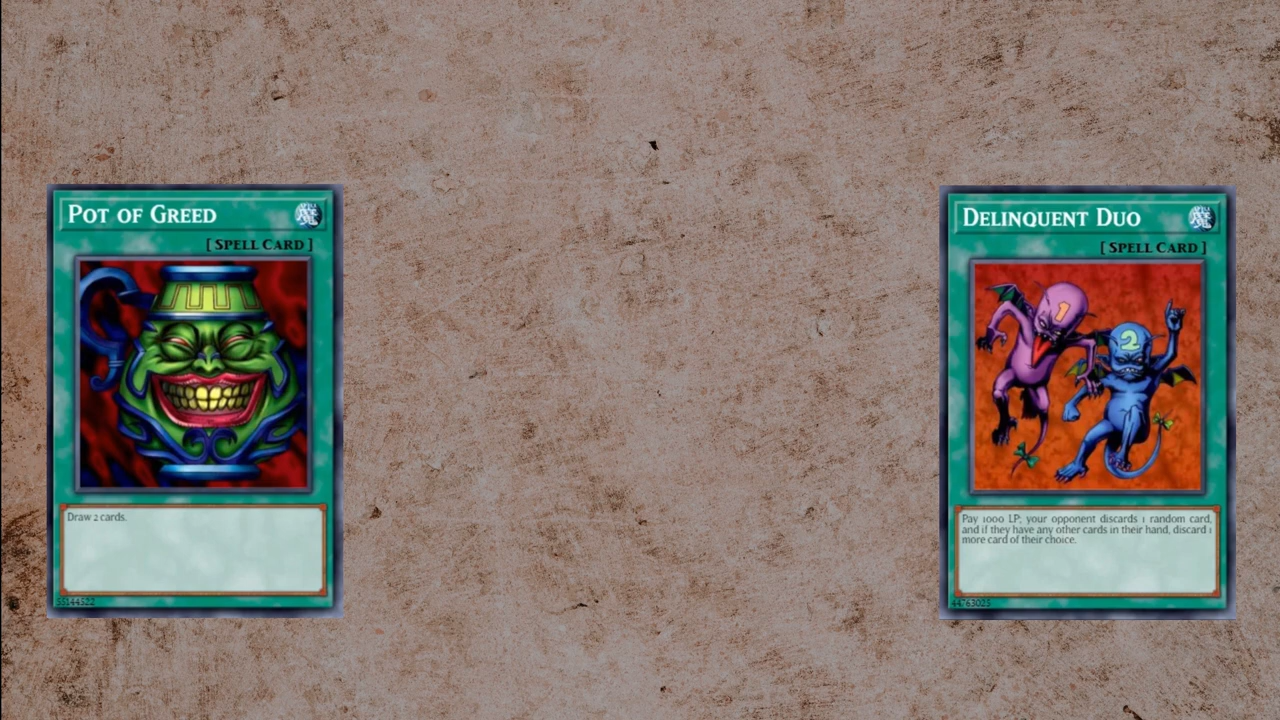 POT OF GREED
[ SPELL CARD ]
Draw 2 cards.
55144522
DELINQUENT DUO
[ SPELL CARD ]
1
2
Pay 1000 LP; your opponent discards 1 random card,
and if they have any other cards in their hand, discard 1
more card of their choice.
44763025